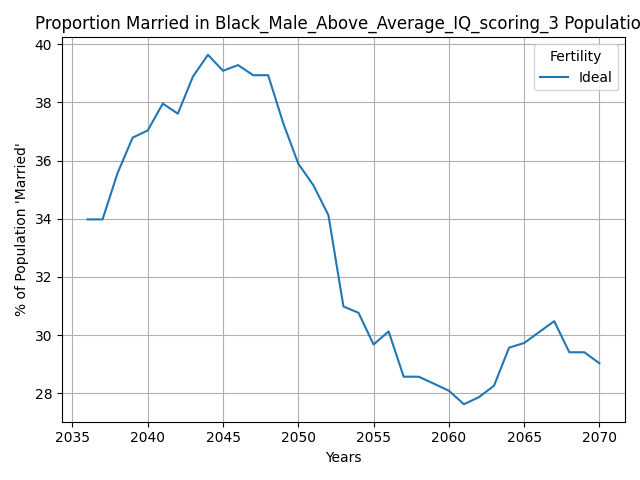 Proportion Married in Black_Male_Above_Average_IQ_scoring_3 Populatio
40
38
36
34
32
30
28
% of Population 'Married'
Fertility
Ideal
2035 2040 2045 2050 2055 2060 2065 2070
Years